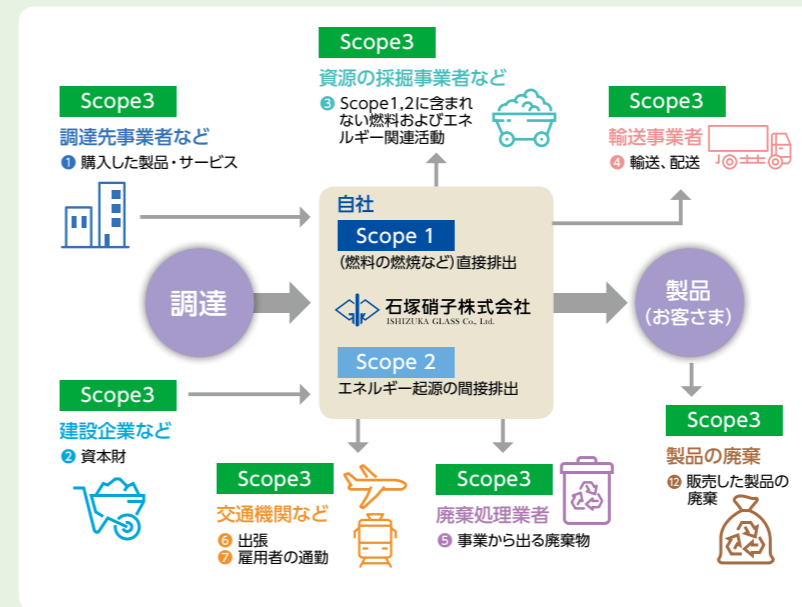 Scope3
資源の採掘事業者など
❸ Scope1,2に含まれ
ない燃料およびエネ
ルギー関連活動
Scope3
調達先事業者など
❶ 購入した製品・サービス
Scope3
輸送事業者
❹ 輸送、配送
自社
Scope 1
(燃料の燃焼など)直接排出
調達
石塚硝子株式会社
ISHIZUKA GLASS Co., Ltd.
製品
(お客さま)
Scope 2
エネルギー起源の間接排出
Scope3
建設企業など
❷ 資本財
Scope3
交通機関など
❻ 出張
❼ 雇用者の通勤
Scope3
廃棄処理業者
❺ 事業から出る廃棄物
Scope3
製品の廃棄
⓬ 販売した製品の
廃棄